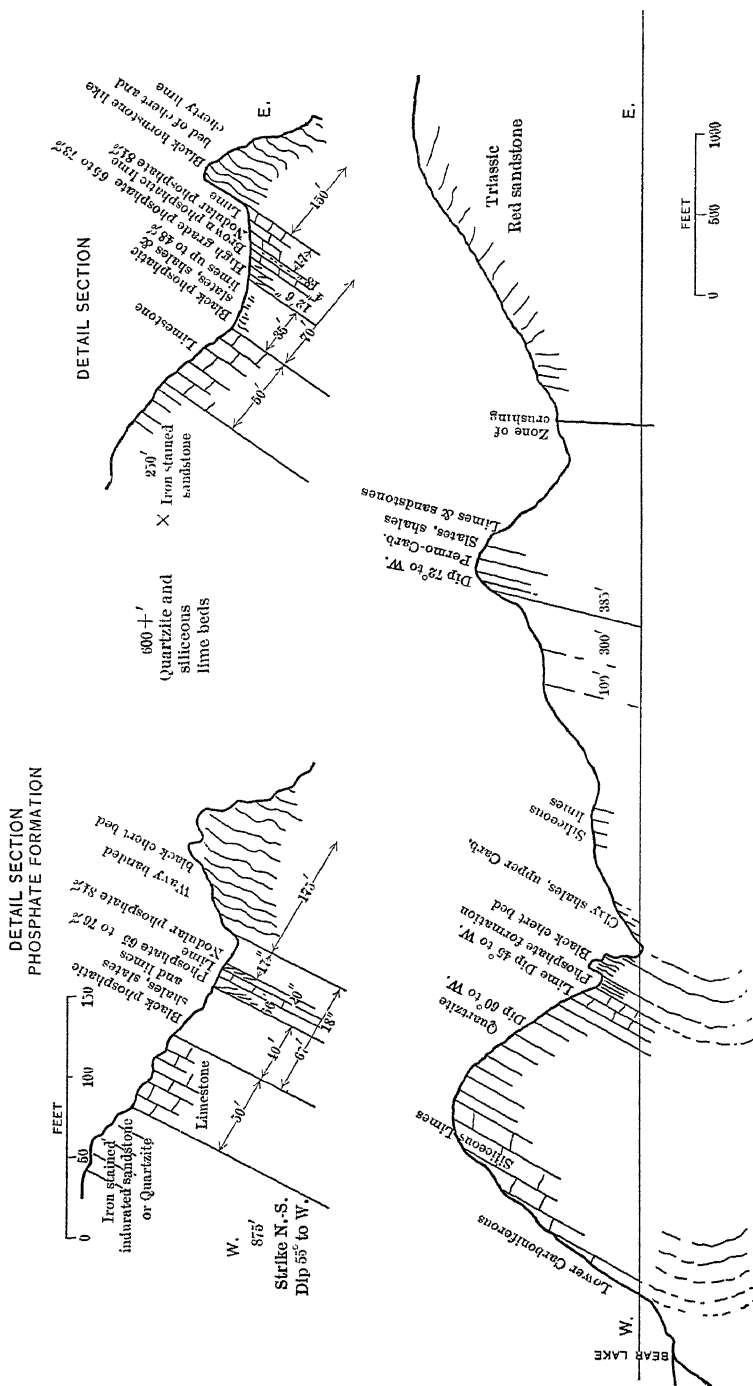 DETAIL SECTION
PHOSPHATE FORMATION
FEET
0
50
100
150
Iron stained
indurated sandstone
or Quartzite
Limestone
Black phosphatic
shales, slates
and limes
Phosphate 65 to 76%
Lime
Nodular phosphate 81%
Wavy banded
black chert bed
50'
40'
6-'
56"
20"
18"
17"
175'
W.
875'
Strike N.-S.
Dip 55° to W.
600+'
Quartzite and
siliceous
lime beds
250'
× Iron stained
sandstone
DETAIL SECTION
Limestone
Black phosphatic
slates, shales &
limes up to 48%
High grade phosphate 65 to 73%
Brown phosphatic lime
Nodular phosphate 81%
Lime
Black hornstone like
bed of chert and
cherty lime
E.
50'
35'
70'
150'
BEAR LAKE
W.
Lower Carboniferous
Siliceous Limes
Quartzite
Dip 60° to W.
Lime Dip 45° to W.
Phosphate formation
Black chert bed
Clay shales, upper Carb.
Siliceous
limes
300'
385'
Dip 72° to W.
Permo-Carb.
Slates, shales
Limes & sandstones
Zone of
crushing
Triassic
Red sandstone
E.
FEET
0
500
1000